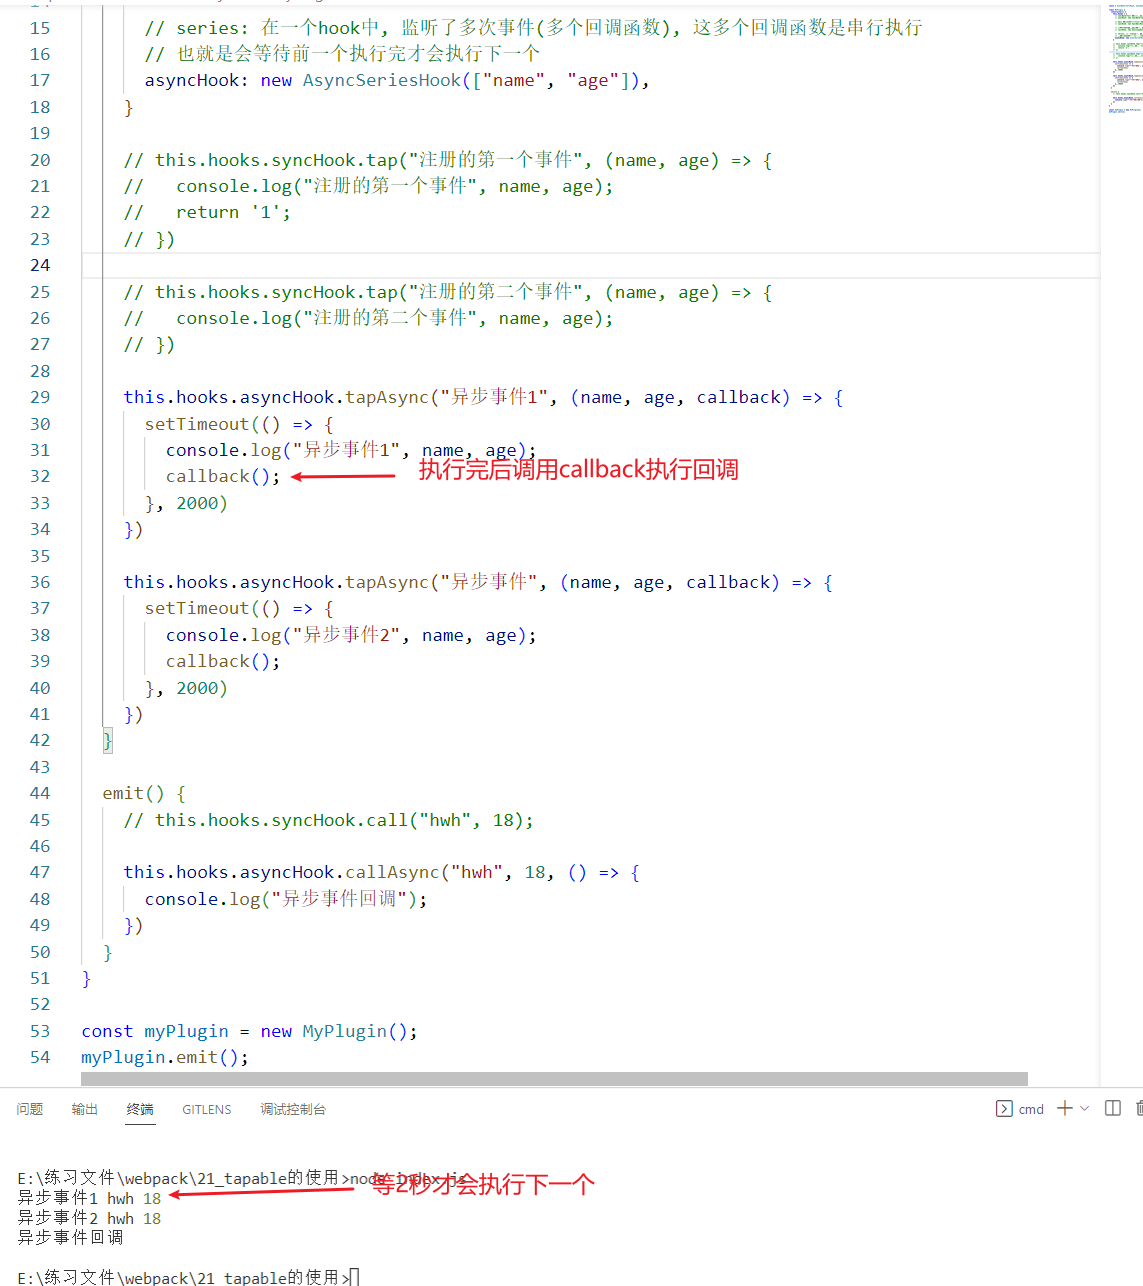 15 // series: 在一个hook中, 监听了多次事件(多个回调函数), 这多个回调函数是串行执行
16 // 也就是会等待前一个执行完才会执行下一个
17 asyncHook: new AsyncSeriesHook(["name", "age"]),
18 }
19
20 // this.hooks.syncHook.tap("注册的第一个事件", (name, age) => {
21 //   console.log("注册的第一个事件", name, age);
22 //   return '1';
23 // })
24
25 // this.hooks.syncHook.tap("注册的第二个事件", (name, age) => {
26 //   console.log("注册的第二个事件", name, age);
27 // })
28
29 this.hooks.asyncHook.tapAsync("异步事件1", (name, age, callback) => {
30 setTimeout(() => {
31 console.log("异步事件1", name, age);
32 callback(); 执行完后调用callback执行回调
33 }, 2000)
34 })
35
36 this.hooks.asyncHook.tapAsync("异步事件", (name, age, callback) => {
37 setTimeout(() => {
38 console.log("异步事件2", name, age);
39 callback();
40 }, 2000)
41 })
42 }
43
44 emit() {
45 // this.hooks.syncHook.call("hwh", 18);
46
47 this.hooks.asyncHook.callAsync("hwh", 18, () => {
48 console.log("异步事件回调");
49 })
50 }
51 }
52
53 const myPlugin = new MyPlugin();
54 myPlugin.emit();
问题 输出 终端 GITLENS 调试控制台 cmd
E:\练习文件\webpack\21_tapable的使用>node index.js
等2秒才会执行下一个
异步事件1 hwh 18
异步事件2 hwh 18
异步事件回调
E:\练习文件\webpack\21_tapable的使用>